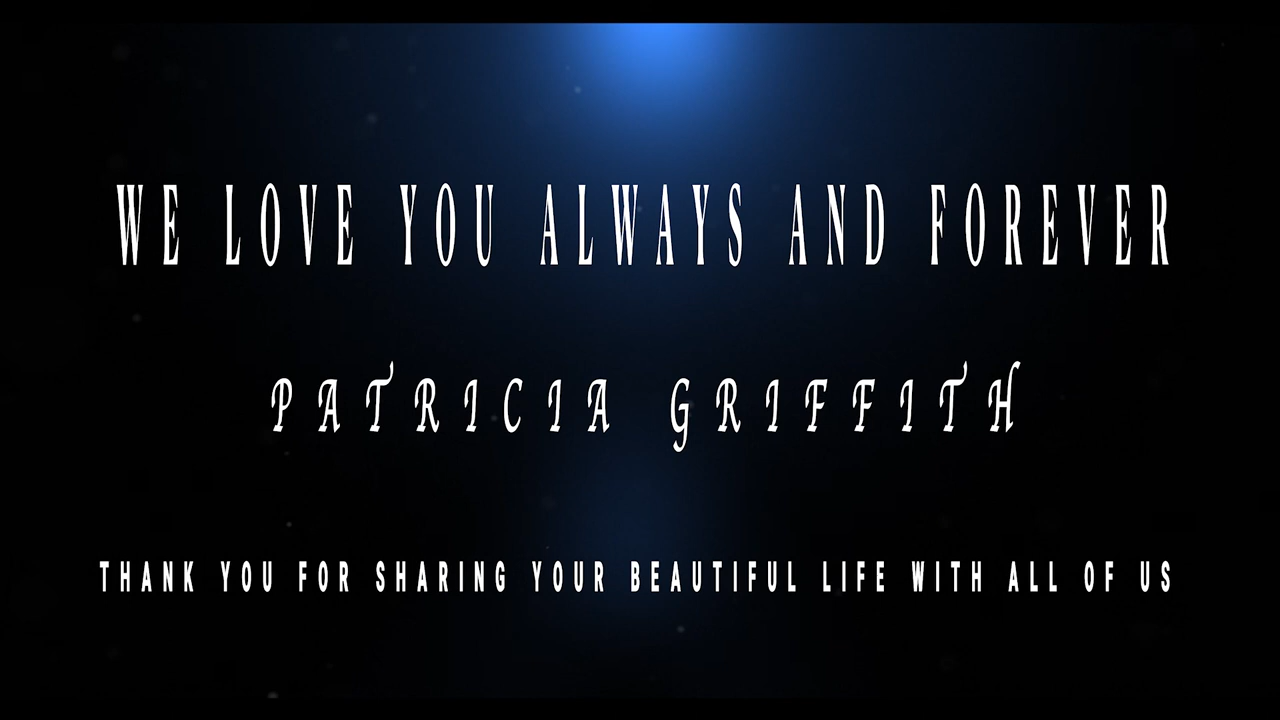 WE LOVE YOU ALWAYS AND FOREVER
PATRICIA GRIFFITH
THANK YOU FOR SHARING YOUR BEAUTIFUL LIFE WITH ALL OF US